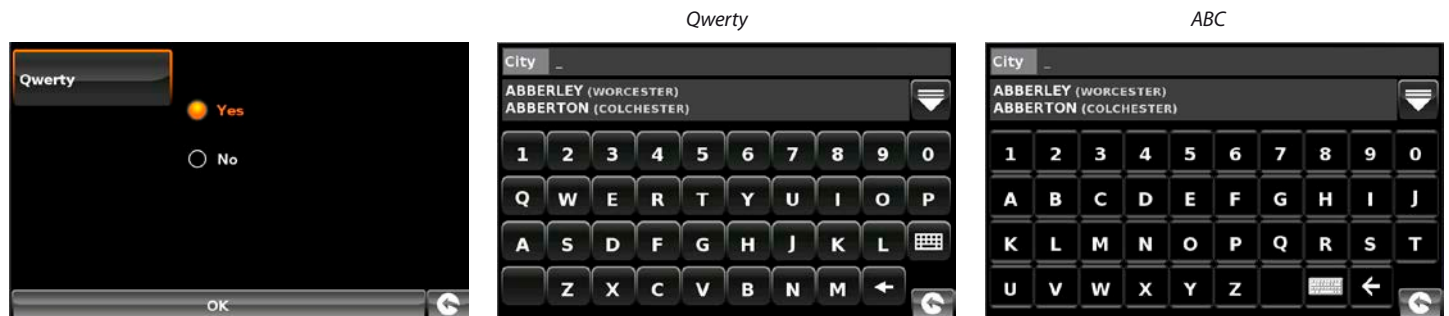 Qwerty
ABC
Qwerty
Yes
No
OK
City _
ABBERLEY (WORCESTER)
ABBERTON (COLCHESTER)
1 2 3 4 5 6 7 8 9 0
Q W E R T Y U I O P
A S D F G H J K L
Z X C V B N M
City _
ABBERLEY (WORCESTER)
ABBERTON (COLCHESTER)
1 2 3 4 5 6 7 8 9 0
A B C D E F G H I J
K L M N O P Q R S T
U V W X Y Z